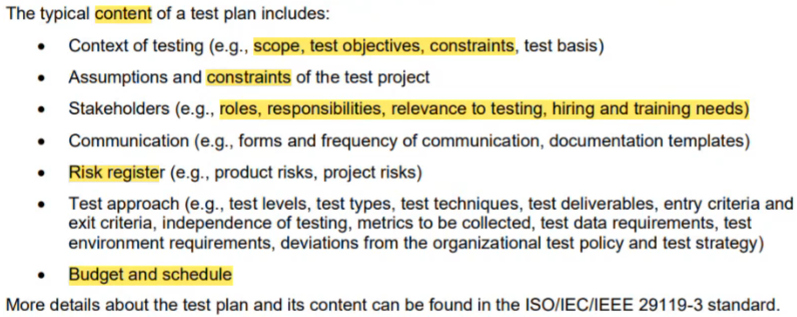 The typical content of a test plan includes:
• Context of testing (e.g., scope, test objectives, constraints, test basis)
• Assumptions and constraints of the test project
• Stakeholders (e.g., roles, responsibilities, relevance to testing, hiring and training needs)
• Communication (e.g., forms and frequency of communication, documentation templates)
• Risk register (e.g., product risks, project risks)
• Test approach (e.g., test levels, test types, test techniques, test deliverables, entry criteria and
exit criteria, independence of testing, metrics to be collected, test data requirements, test
environment requirements, deviations from the organizational test policy and test strategy)
• Budget and schedule
More details about the test plan and its content can be found in the ISO/IEC/IEEE 29119-3 standard.